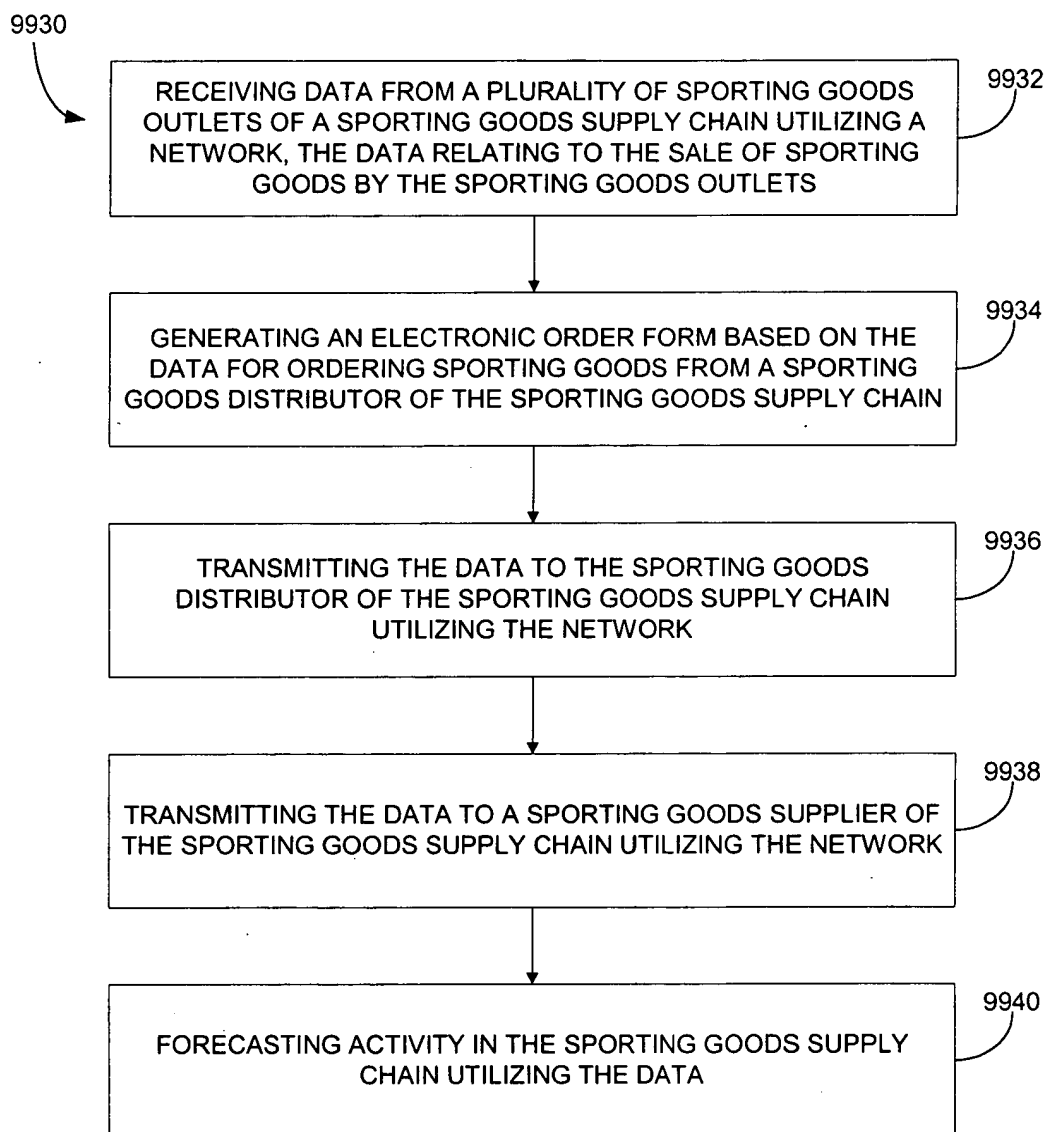 9930
9932
RECEIVING DATA FROM A PLURALITY OF SPORTING GOODS
OUTLETS OF A SPORTING GOODS SUPPLY CHAIN UTILIZING A
NETWORK, THE DATA RELATING TO THE SALE OF SPORTING
GOODS BY THE SPORTING GOODS OUTLETS
9934
GENERATING AN ELECTRONIC ORDER FORM BASED ON THE
DATA FOR ORDERING SPORTING GOODS FROM A SPORTING
GOODS DISTRIBUTOR OF THE SPORTING GOODS SUPPLY CHAIN
9936
TRANSMITTING THE DATA TO THE SPORTING GOODS
DISTRIBUTOR OF THE SPORTING GOODS SUPPLY CHAIN
UTILIZING THE NETWORK
9938
TRANSMITTING THE DATA TO A SPORTING GOODS SUPPLIER OF
THE SPORTING GOODS SUPPLY CHAIN UTILIZING THE NETWORK
9940
FORECASTING ACTIVITY IN THE SPORTING GOODS SUPPLY
CHAIN UTILIZING THE DATA